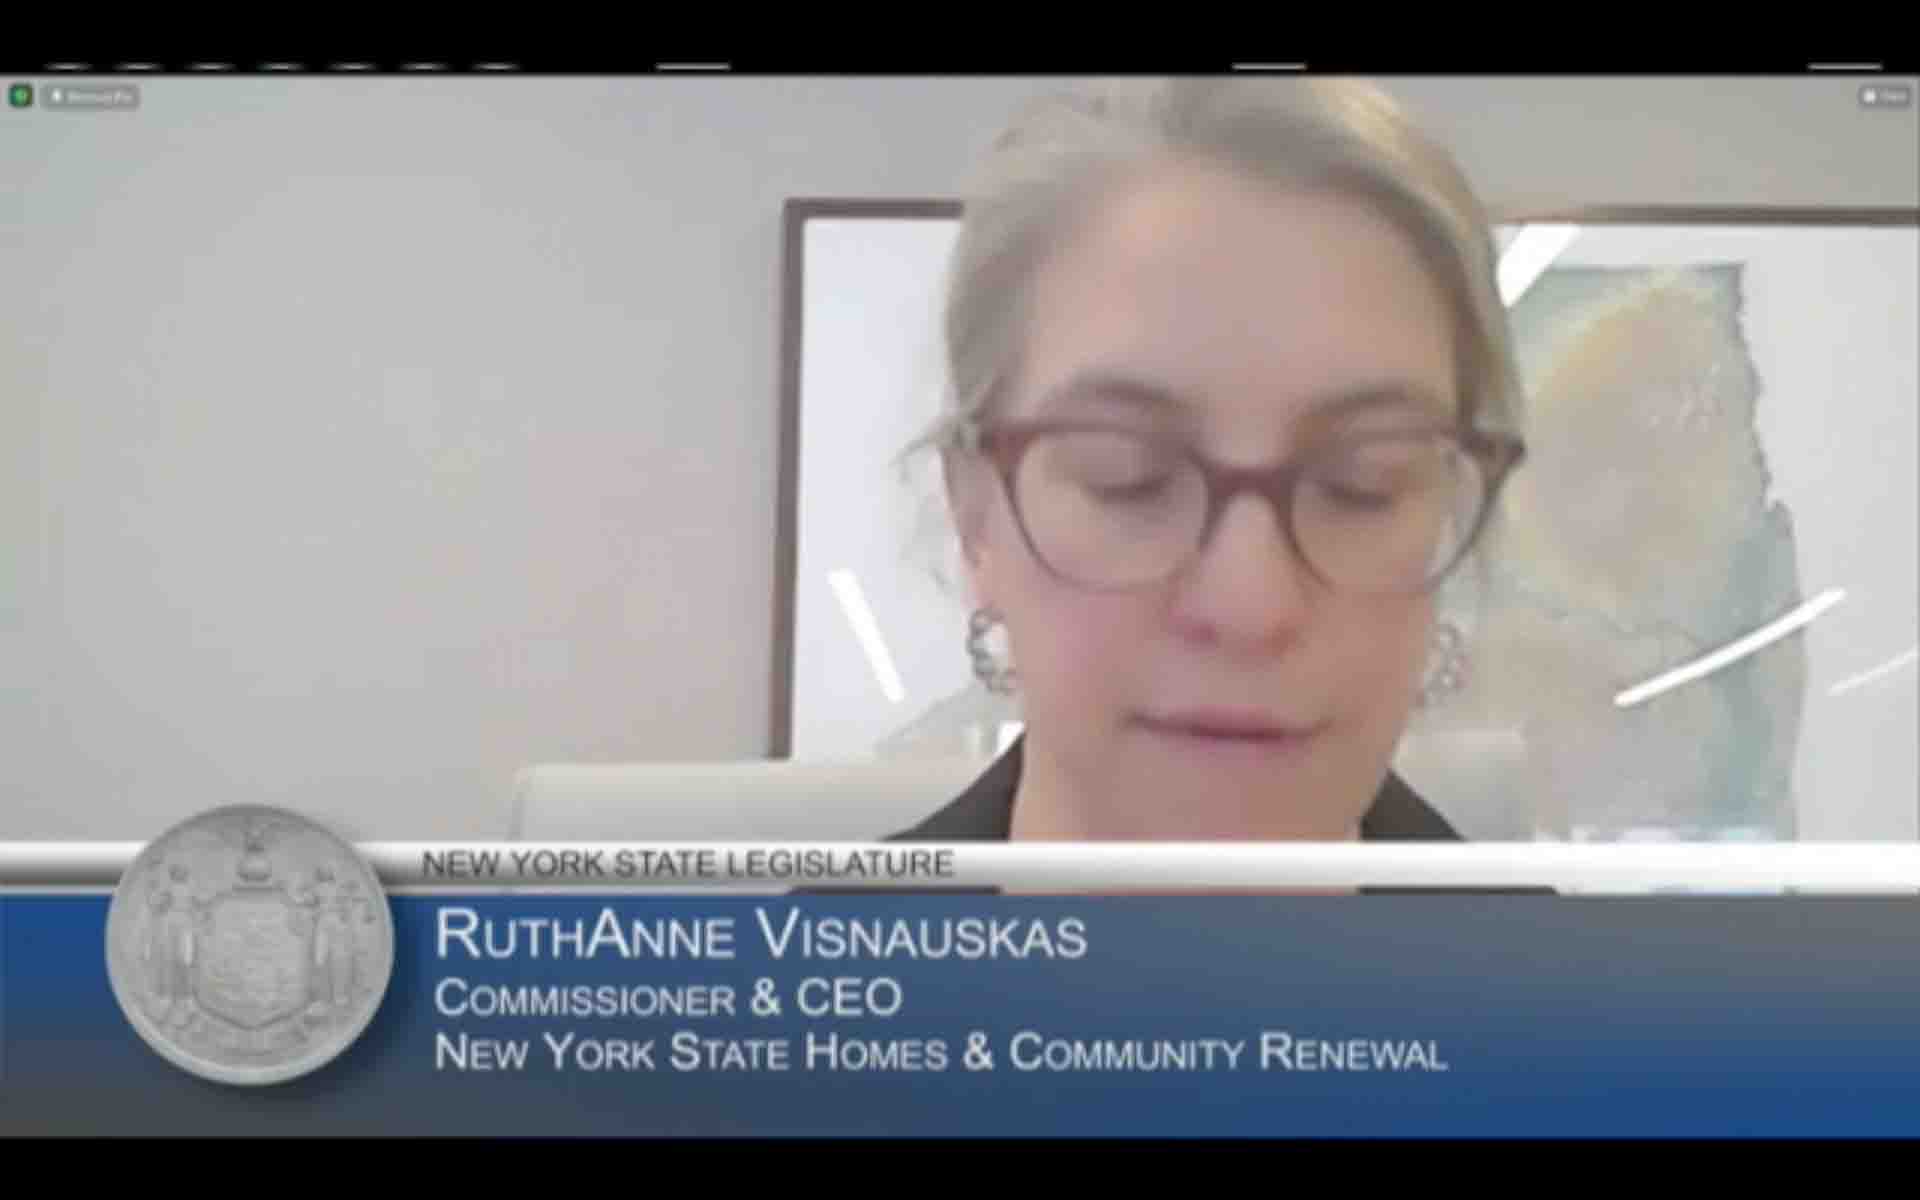 NEW YORK STATE LEGISLATURE
RUTHANNE VISNAUSKAS
COMMISSIONER & CEO
NEW YORK STATE HOMES & COMMUNITY RENEWAL